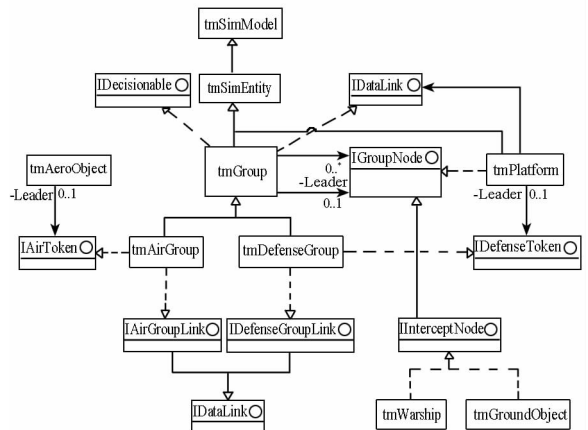 tmSimModel
IDecisionable
tmSimEntity
IDataLink
tmAeroObject
tmGroup
0..*
IGroupNode
tmPlatform
-Leader
0..1
-Leader
0..1
-Leader
0..1
IAirToken
tmAirGroup
tmDefenseGroup
IDefenseToken
IAirGroupLink
IDefenseGroupLink
IInterceptNode
IDataLink
tmWarship
tmGroundObject